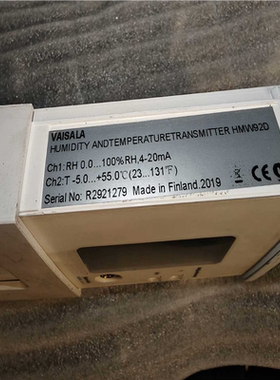 VAISALA
HUMIDITY ANDTEMPERATURETRANSMITTER HMW92D
Ch1:RH 0.0...100%RH,4-20mA
Ch2:T -5.0...+55.0℃(23...131℉)
Serial No: R2921279 Made in Finland.2019